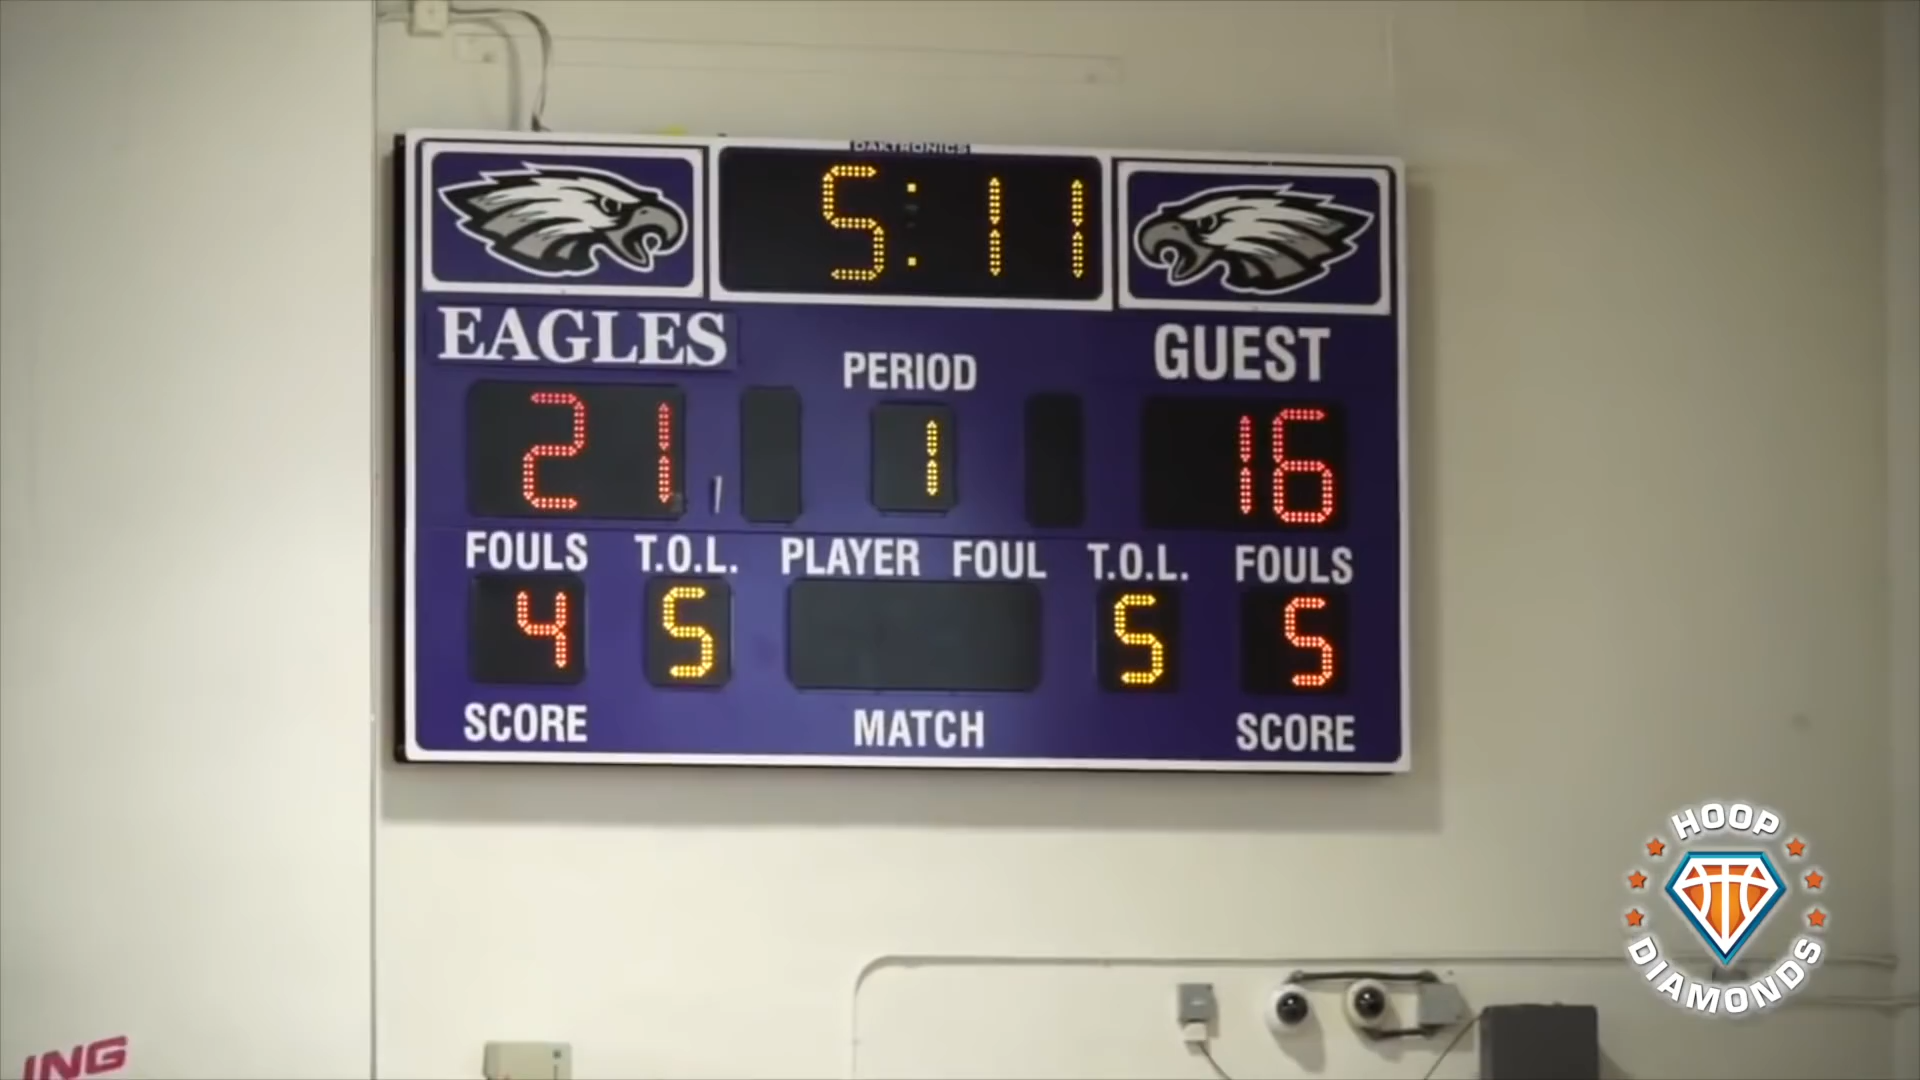 DAKTRONICS
5:11
EAGLES
GUEST
PERIOD
21
1
16
FOULS T.O.L. PLAYER FOUL T.O.L. FOULS
4 5 5 5
SCORE MATCH SCORE
HOOP
DIAMONDS
ING